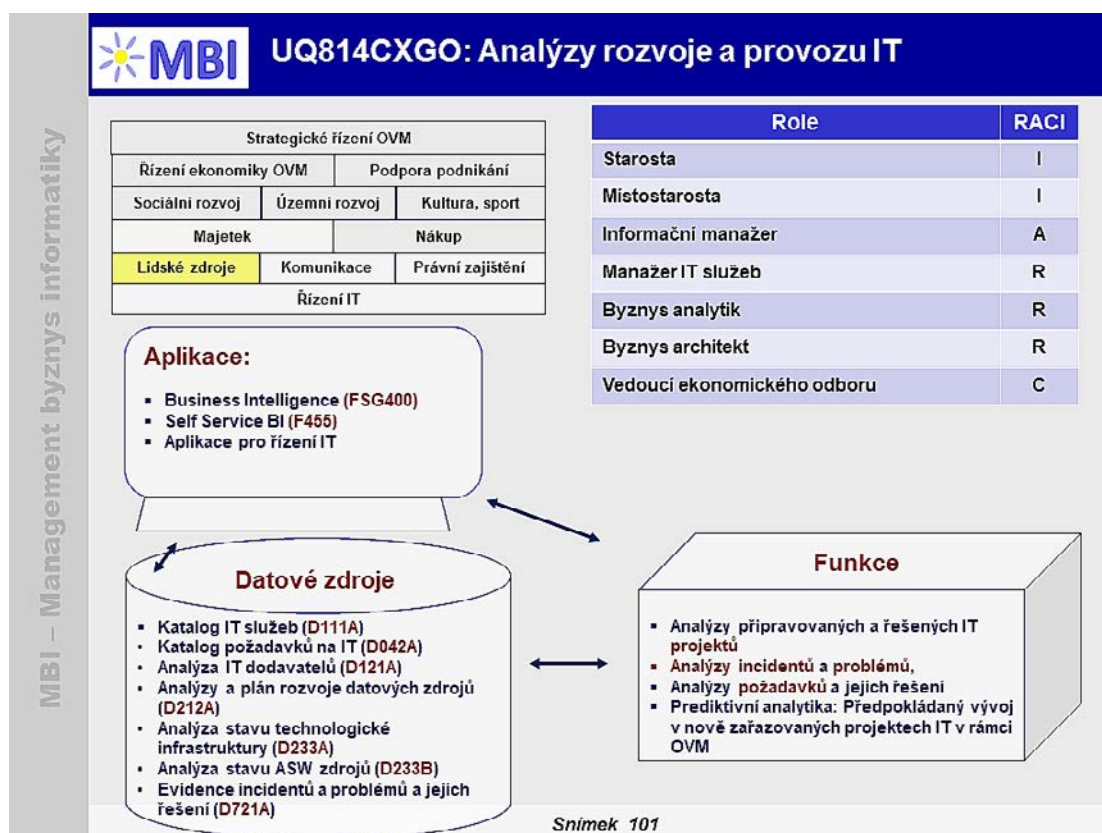 MBI – Management byznys informatiky
MBI
UQ814CXGO: Analýzy rozvoje a provozu IT
Strategické řízení OVM
Řízení ekonomiky OVM Podpora podnikání
Sociální rozvoj Územní rozvoj Kultura, sport
Majetek Nákup
Lidské zdroje Komunikace Právní zajištění
Řízení IT
Role RACI
Starosta I
Místostarosta I
Informační manažer A
Manažer IT služeb R
Byznys analytik R
Byznys architekt R
Vedoucí ekonomického odboru C
Aplikace:
▪ Business Intelligence (FSG400)
▪ Self Service BI (F455)
▪ Aplikace pro řízení IT
Datové zdroje
▪ Katalog IT služeb (D111A)
▪ Katalog požadavků na IT (D042A)
• Analýza IT dodavatelů (D121A)
• Analýzy a plán rozvoje datových zdrojů
(D212A)
• Analýza stavu technologické
infrastruktury (D233A)
• Analýza stavu ASW zdrojů (D233B)
• Evidence incidentů a problémů a jejich
řešení (D721A)
Funkce
▪ Analýzy připravovaných a řešených IT
projektů
▪ Analýzy incidentů a problémů,
▪ Analýzy požadavků a jejich řešení
▪ Prediktivní analytika: Předpokládaný vývoj
v nově zařazovaných projektech IT v rámci
OVM
Snímek 101